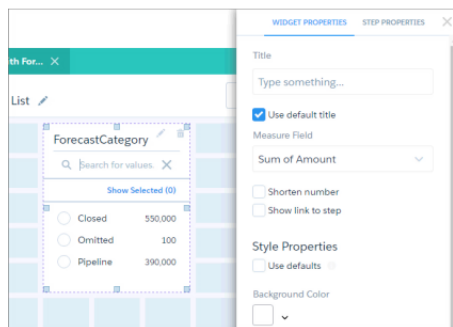 WIDGET PROPERTIES STEP PROPERTIES
th For...
List
ForecastCategory
Search for values.
Show Selected (0)
Closed 550,000
Omitted 100
Pipeline 390,000
Title
Type something...
Use default title
Measure Field
Sum of Amount
Shorten number
Show link to step
Style Properties
Use defaults
Background Color